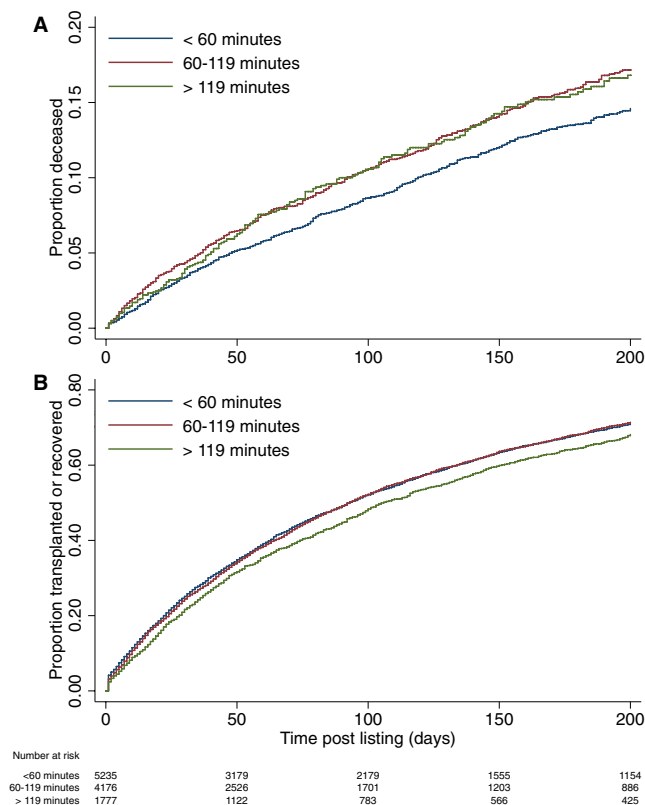 A
0.20
< 60 minutes
60-119 minutes
> 119 minutes
0.15
0.10
0.05
0.00
Proportion deceased
0 50 100 150 200
B
0.80
< 60 minutes
60-119 minutes
> 119 minutes
0.60
0.40
0.20
0.00
Proportion transplanted or recovered
0 50 100 150 200
Time post listing (days)
Number at risk
<60 minutes 5235 3179 2179 1555 1154
60-119 minutes 4176 2526 1701 1203 886
> 119 minutes 1777 1122 783 566 425